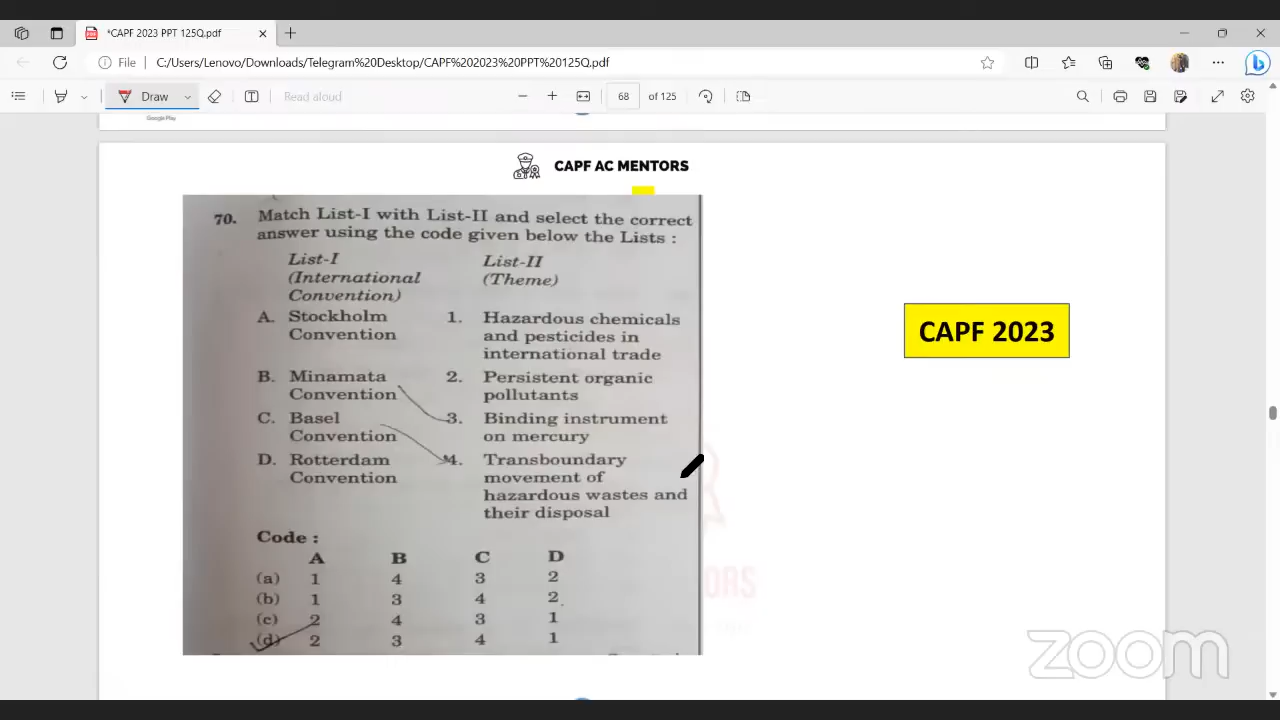 *CAPF 2023 PPT 125Q.pdf
File
C:/Users/Lenovo/Downloads/Telegram%20Desktop/CAPF%202023%20PPT%20125Q.pdf
Draw
Read aloud
68 of 125
Google Play
CAPF AC MENTORS
70. Match List-I with List-II and select the correct
answer using the code given below the Lists :
List-I List-II
(International (Theme)
Convention)
A. Stockholm 1. Hazardous chemicals
Convention and pesticides in
international trade
B. Minamata 2. Persistent organic
Convention pollutants
C. Basel 3. Binding instrument
Convention on mercury
D. Rotterdam 4. Transboundary
Convention movement of
hazardous wastes and
their disposal
Code :
A B C D
(a) 1 4 3 2
(b) 1 3 4 2
(c) 2 4 3 1
(d) 2 3 4 1
CAPF 2023
zoom